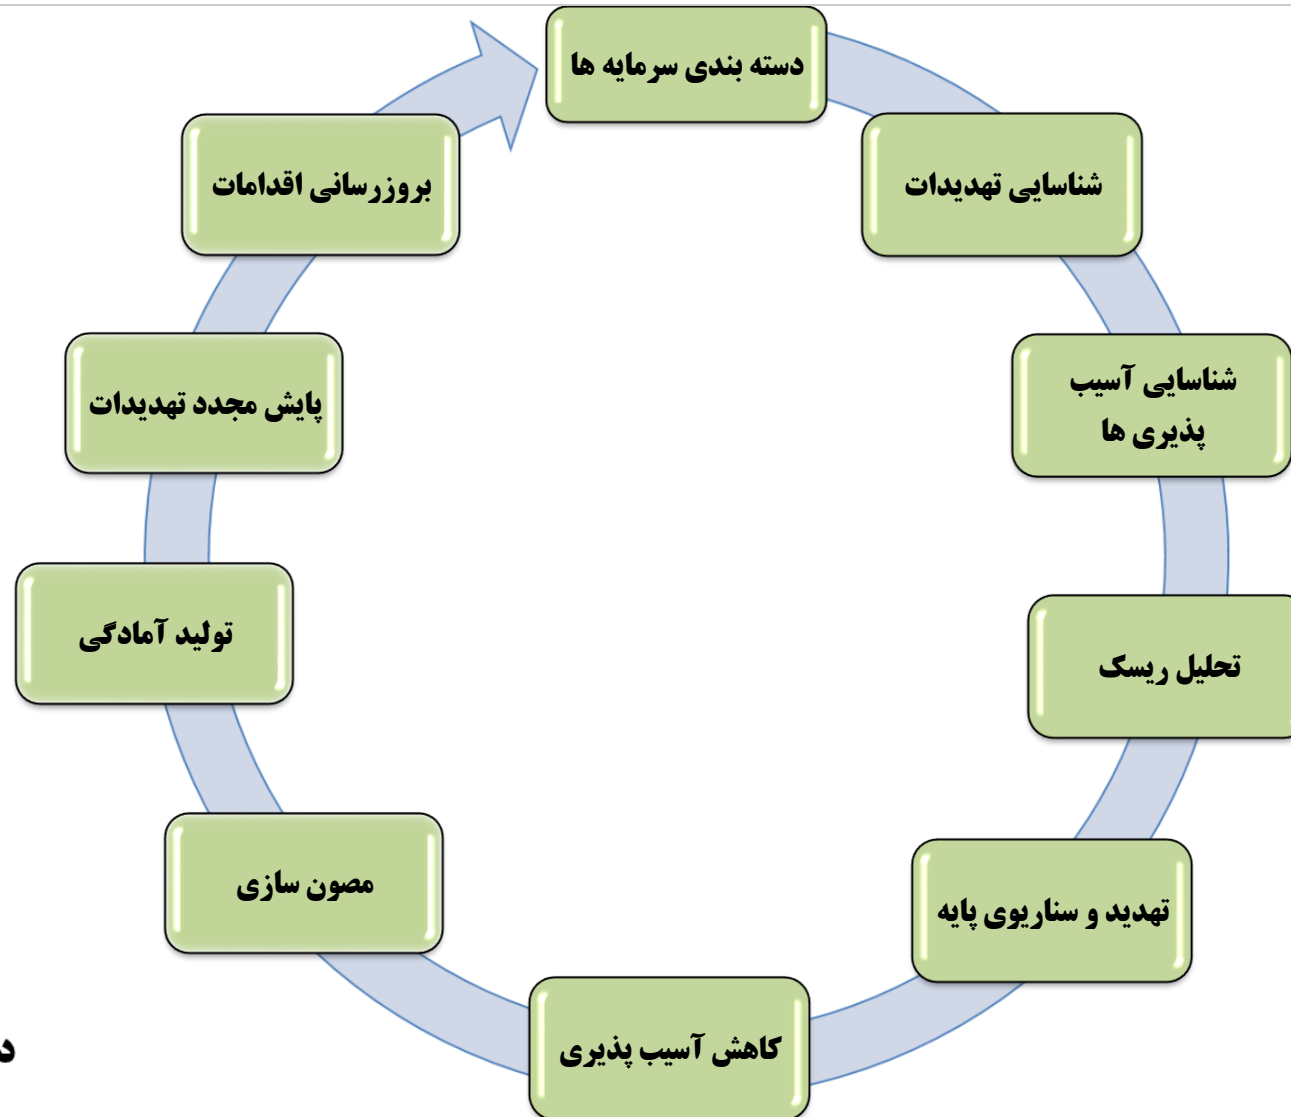 دسته بندی سرمایه ها
شناسایی تهدیدات
شناسایی آسیب
پذیری ها
تحلیل ریسک
تهدید و سناریوی پایه
کاهش آسیب پذیری
مصون سازی
تولید آمادگی
پایش مجدد تهدیدات
بروزرسانی اقدامات